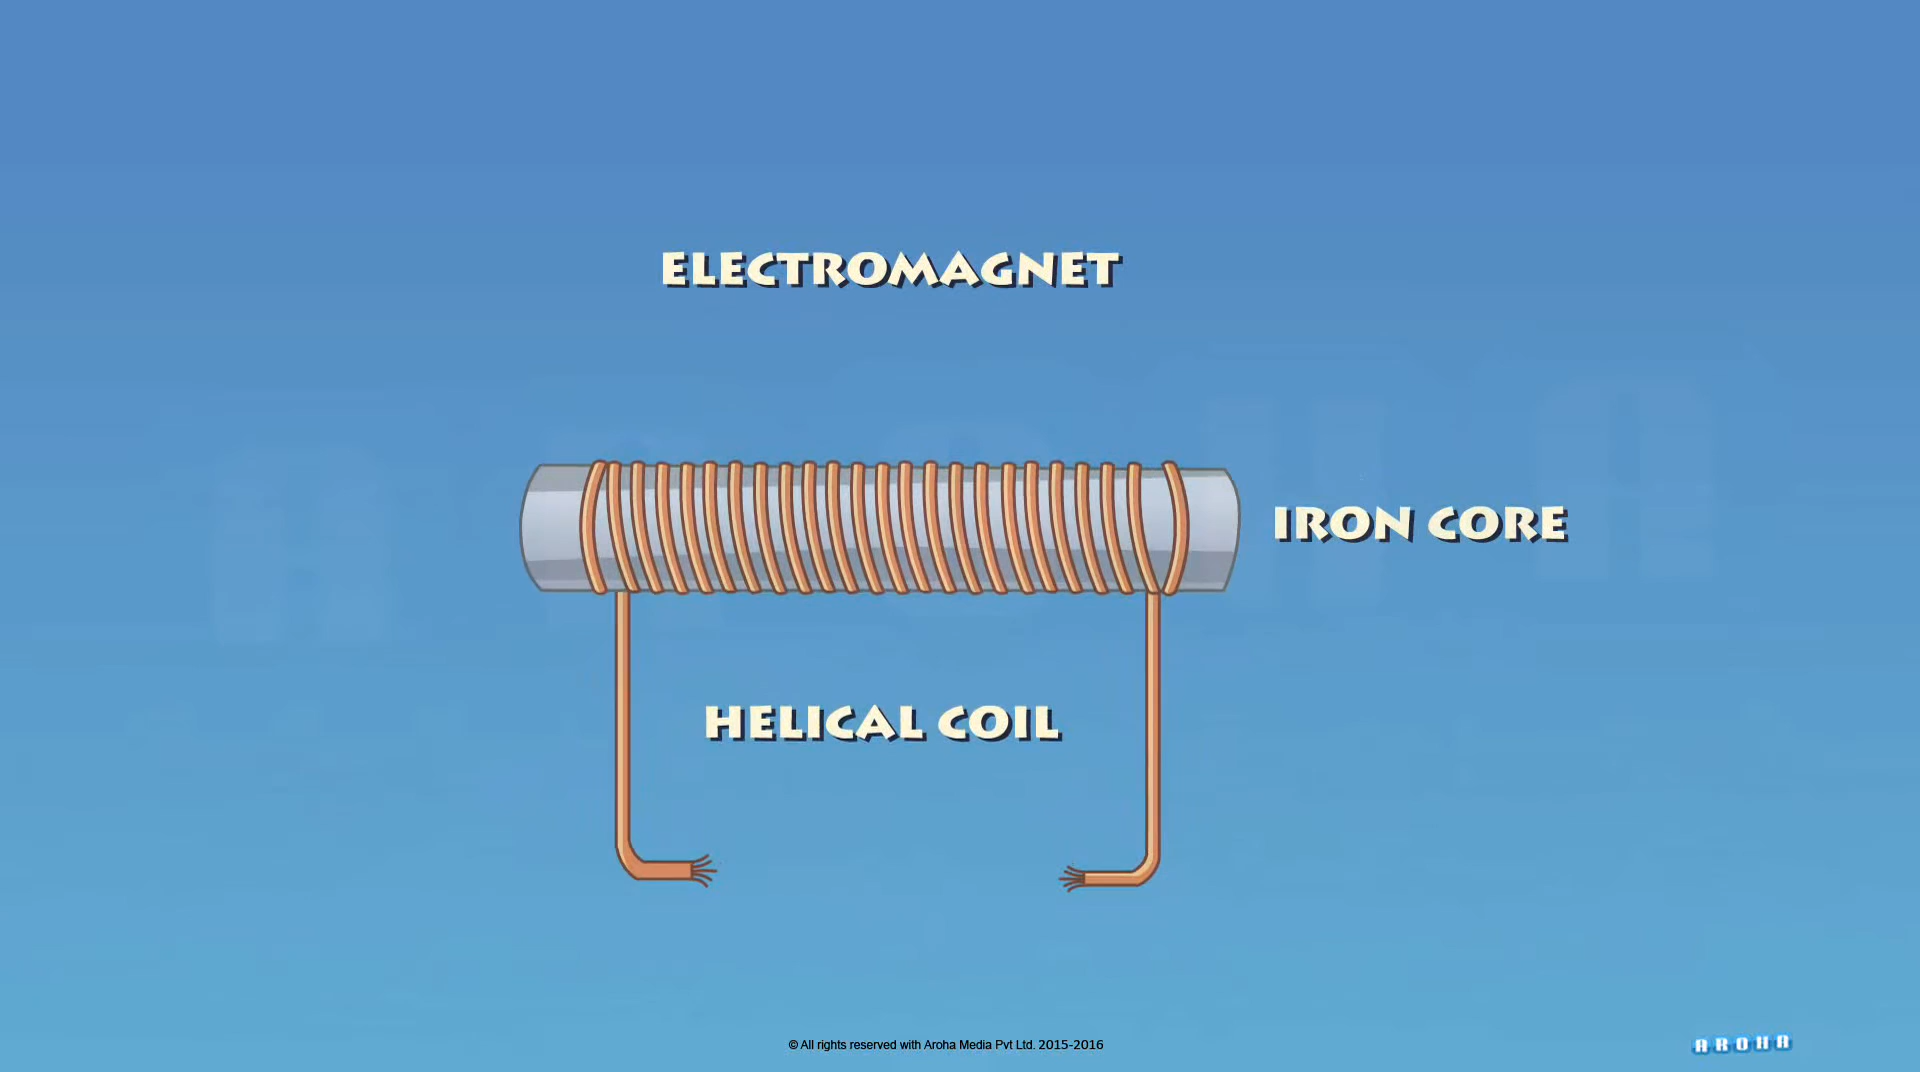 ELECTROMAGNET
IRON CORE
HELICAL COIL
© All rights reserved with Aroha Media Pvt Ltd. 2015-2016
AROHA